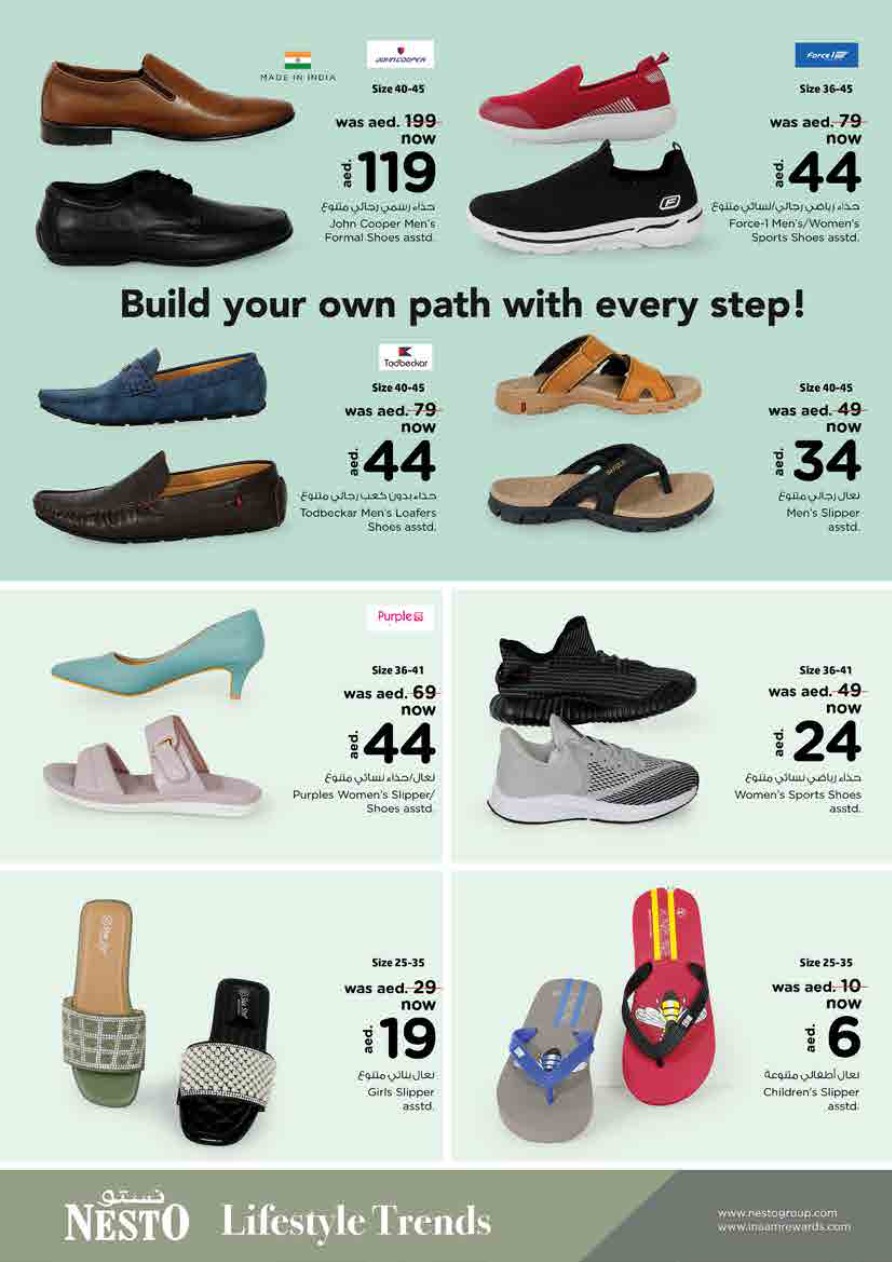 MADE IN INDIA
JOHN COOPER
Size 40-45
was aed. 199
now
aed. 119
حذاء رسمي رجالي متنوع
John Cooper Men's
Formal Shoes asstd.
Force1
Size 36-45
was aed. 79
now
aed. 44
حذاء رياضي رجالي/نسائي متنوع
Force-1 Men's/Women's
Sports Shoes asstd.
Build your own path with every step!
Todbeckar
Size 40-45
was aed. 79
now
aed. 44
حذاء بدون كعب رجالي متنوع
Todbeckar Men's Loafers
Shoes asstd.
Size 40-45
was aed. 49
now
aed. 34
نعال رجالي متنوع
Men's Slipper
asstd.
Purple
Size 36-41
was aed. 69
now
aed. 44
نعال/حذاء نسائي متنوع
Purples Women's Slipper/
Shoes asstd.
Size 36-41
was aed. 49
now
aed. 24
حذاء رياضي نسائي متنوع
Women's Sports Shoes
asstd.
Size 25-35
was aed. 29
now
aed. 19
نعال بناتي متنوع
Girls Slipper
asstd.
Size 25-35
was aed. 10
now
aed. 6
نعال أطفالي متنوعة
Children's Slipper
asstd.
نستو
NESTO
Lifestyle Trends
www.nestogroup.com
www.inaamrewards.com